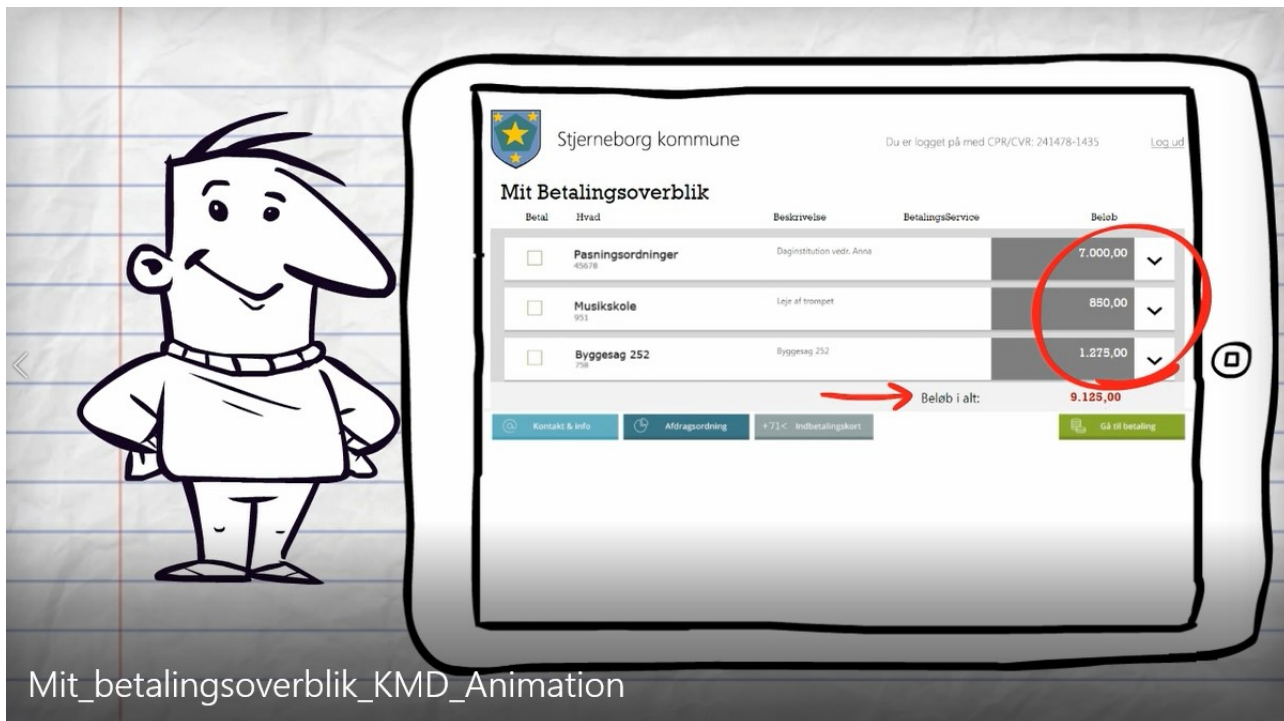 Stjerneborg kommune
Du er logget på med CPR/CVR: 241478-1435
Log ud
Mit Betalingsoverblik
Betal Hvad Beskrivelse BetalingsService Beløb
Pasningsordninger Daginstitution vedr. Anna 7.000,00
45678
Musikskole Leje af trompet 850,00
951
Byggesag 252 Byggesag 252 1.275,00
758
Beløb i alt: 9.125,00
@ Kontakt & info Afdragsordning +71< Indbetalingskort Gå til betaling
Mit_betalingsoverblik_KMD_Animation